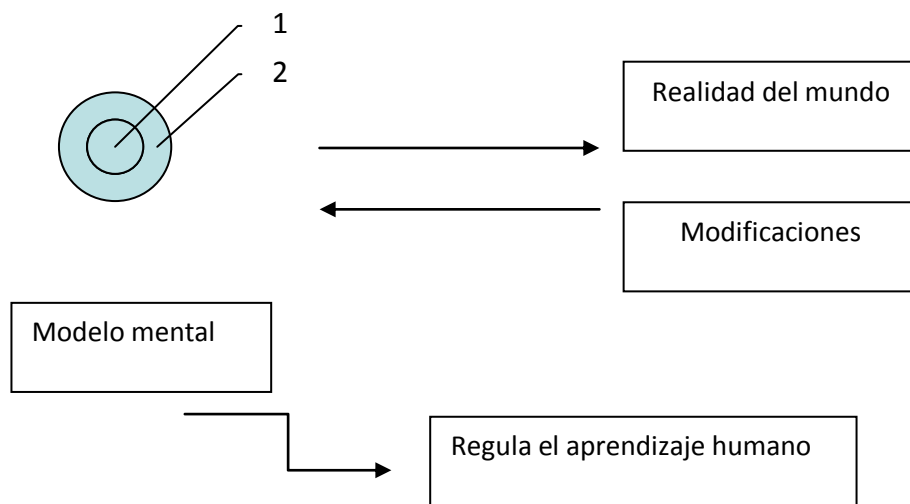 1
2
Realidad del mundo
Modificaciones
Modelo mental
Regula el aprendizaje humano